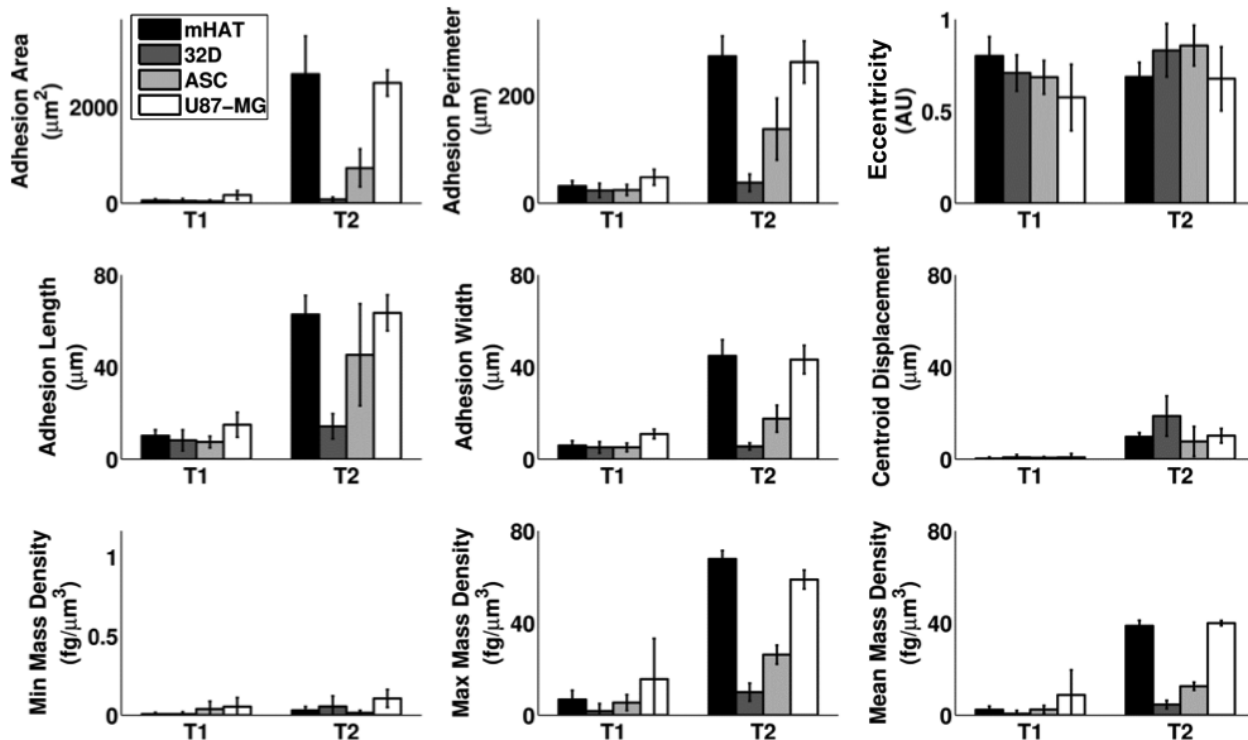 Adhesion Area
(μm²)
2000
0
T1
T2
mHAT
32D
ASC
U87-MG
Adhesion Perimeter
(μm)
200
0
T1
T2
Eccentricity
(AU)
1
0.5
0
T1
T2
Adhesion Length
(μm)
80
40
0
T1
T2
Adhesion Width
(μm)
80
40
0
T1
T2
Centroid Displacement
(μm)
80
40
0
T1
T2
Min Mass Density
(fg/μm³)
1
0.5
0
T1
T2
Max Mass Density
(fg/μm³)
80
40
0
T1
T2
Mean Mass Density
(fg/μm³)
80
40
0
T1
T2